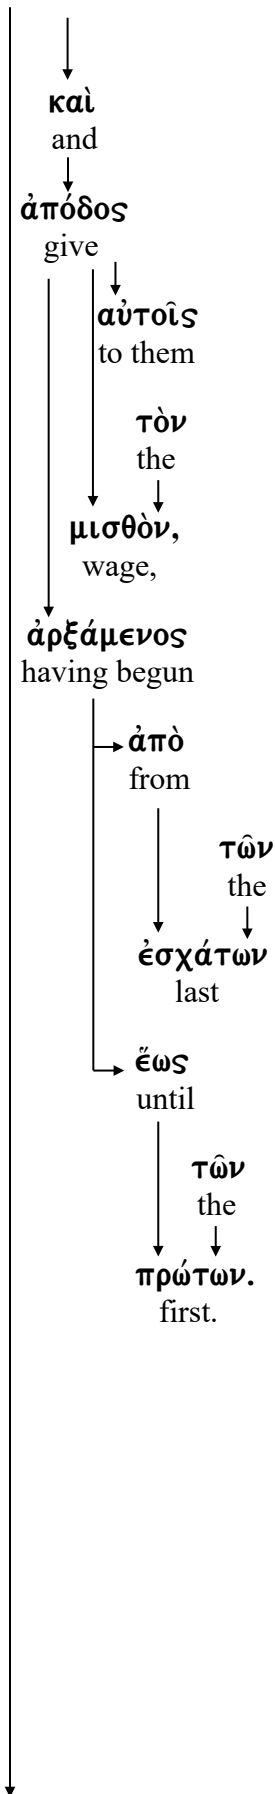 καὶ
and
ἀπόδος
give
αὐτοῖς
to them
τὸν
the
μισθὸν,
wage,
ἀρξάμενος
having begun
ἀπὸ
from
τῶν
the
ἐσχάτων
last
ἕως
until
τῶν
the
πρώτων.
first.